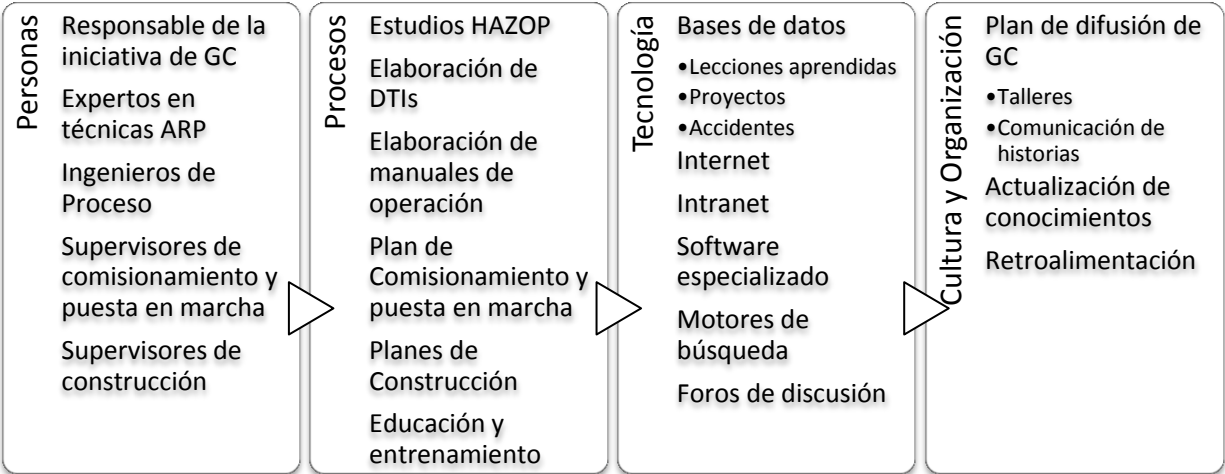 Personas
Responsable de la
iniciativa de GC
Expertos en
técnicas ARP
Ingenieros de
Proceso
Supervisores de
comisionamiento y
puesta en marcha
Supervisores de
construcción
Procesos
Estudios HAZOP
Elaboración de
DTIs
Elaboración de
manuales de
operación
Plan de
Comisionamiento y
puesta en marcha
Planes de
Construcción
Educación y
entrenamiento
Tecnología
Bases de datos
•Lecciones aprendidas
•Proyectos
•Accidentes
Internet
Intranet
Software
especializado
Motores de
búsqueda
Foros de discusión
Cultura y Organización
Plan de difusión de
GC
•Talleres
•Comunicación de
historias
Actualización de
conocimientos
Retroalimentación